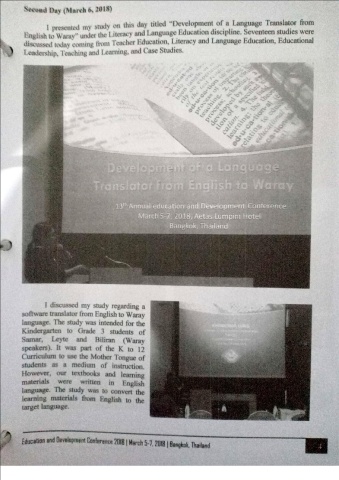 Second Day (March 6, 2018)
I presented my study on this day titled “Development of a Language Translator from
English to Waray” under the Literacy and Language Education discipline. Seventeen studies were
discussed today coming from Teacher Education, Literacy and Language Education, Educational
Leadership, Teaching and Learning, and Case Studies.
Development of a Language
Translator from English to Waray
13th Annual education and Development Conference
March 5-7, 2018, Aetas Lumpini Hotel
Bangkok, Thailand
I discussed my study regarding a
software translator from English to Waray
language. The study was intended for the
Kindergarten to Grade 3 students of
Samar, Leyte and Biliran (Waray
speakers). It was part of the K to 12
Curriculum to use the Mother Tongue of
students as a medium of instruction.
However, our textbooks and learning
materials were written in English
language. The study was to convert the
learning materials from English to the
target language.
Education and Development Conference 2018 | March 5-7, 2018 | Bangkok, Thailand
4